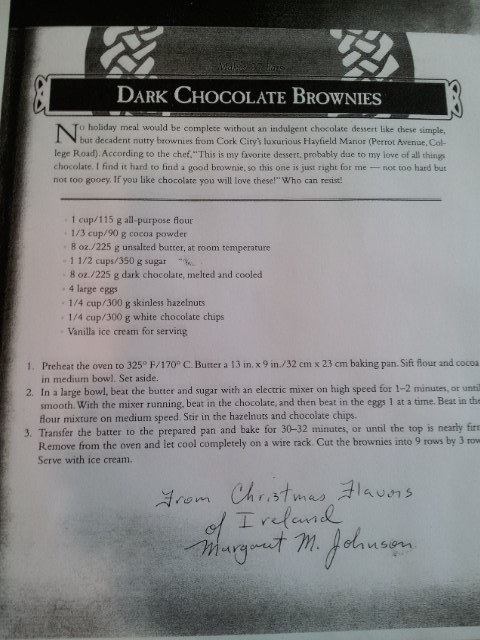 DARK CHOCOLATE BROWNIES
No holiday meal would be complete without an indulgent chocolate dessert like these simple,
but decadent nutty brownies from Cork City's luxurious Hayfield Manor (Perrot Avenue, Col-
lege Road). According to the chef, "This is my favorite dessert, probably due to my love of all things
chocolate. I find it hard to find a good brownie, so this one is just right for me — not too hard but
not too gooey. If you like chocolate you will love these!" Who can resist!
· 1 cup/115 g all-purpose flour
· 1/3 cup/90 g cocoa powder
· 8 oz./225 g unsalted butter, at room temperature
· 1 1/2 cups/350 g sugar
· 8 oz./225 g dark chocolate, melted and cooled
· 4 large eggs
· 1/4 cup/300 g skinless hazelnuts
· 1/4 cup/300 g white chocolate chips
· Vanilla ice cream for serving
1. Preheat the oven to 325° F/170° C. Butter a 13 in. x 9 in./32 cm x 23 cm baking pan. Sift flour and cocoa
in medium bowl. Set aside.
2. In a large bowl, beat the butter and sugar with an electric mixer on high speed for 1–2 minutes, or until
smooth. With the mixer running, beat in the chocolate, and then beat in the eggs 1 at a time. Beat in the
flour mixture on medium speed. Stir in the hazelnuts and chocolate chips.
3. Transfer the batter to the prepared pan and bake for 30–32 minutes, or until the top is nearly firm
Remove from the oven and let cool completely on a wire rack. Cut the brownies into 9 rows by 3 row
Serve with ice cream.
From Christmas Flavors
of Ireland
Margaret M. Johnson